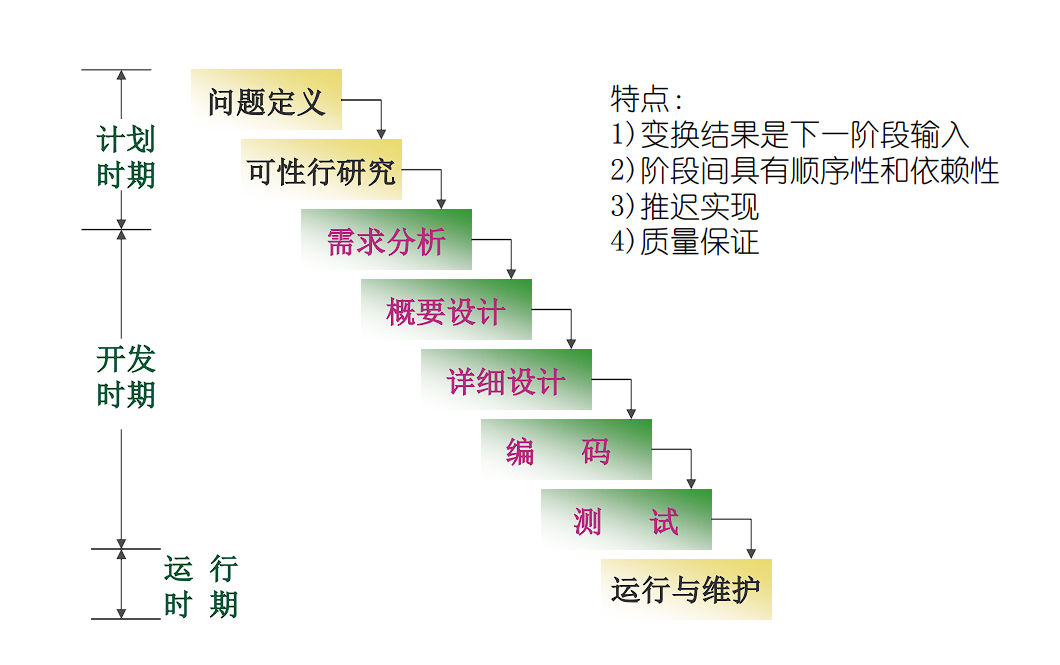 问题定义
可性行研究
需求分析
概要设计
详细设计
编 码
测 试
运行与维护
计划
时期
开发
时期
运 行
时 期
特点:
1)变换结果是下一阶段输入
2)阶段间具有顺序性和依赖性
3)推迟实现
4)质量保证